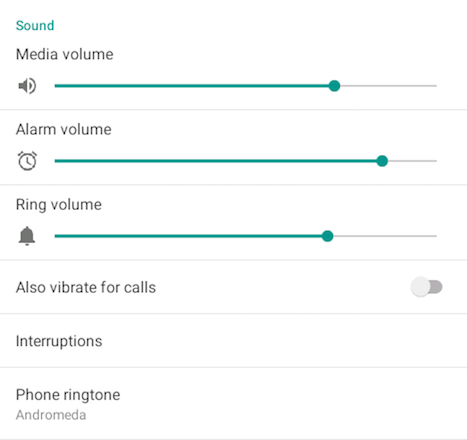 Sound
Media volume
Alarm volume
Ring volume
Also vibrate for calls
Interruptions
Phone ringtone
Andromeda